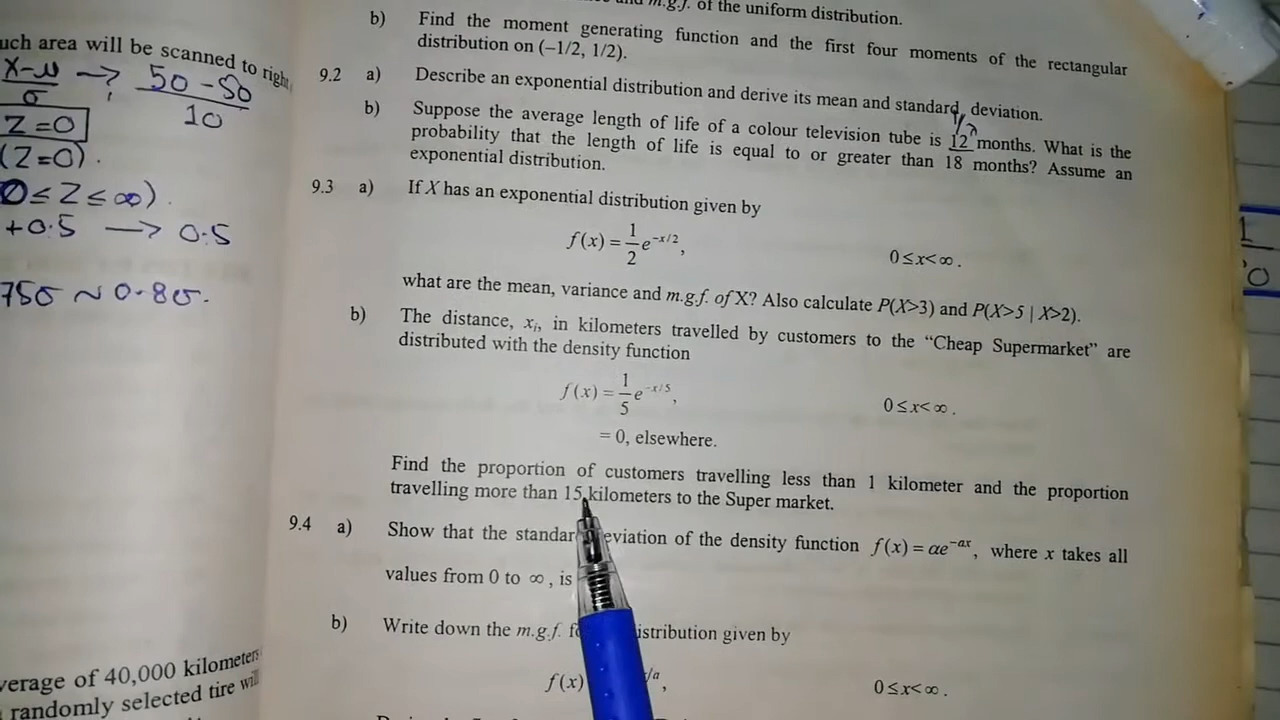 and m.g.f. of the uniform distribution.
b) Find the moment generating function and the first four moments of the rectangular
distribution on (–1/2, 1/2).
9.2 a) Describe an exponential distribution and derive its mean and standard deviation.
b) Suppose the average length of life of a colour television tube is 12 months. What is the
probability that the length of life is equal to or greater than 18 months? Assume an
exponential distribution.
9.3 a) If X has an exponential distribution given by
f(x) = 1/2 e^{-x/2}, 0≤x<∞.
what are the mean, variance and m.g.f. of X? Also calculate P(X>3) and P(X>5 | X>2).
b) The distance, xᵢ, in kilometers travelled by customers to the “Cheap Supermarket” are
distributed with the density function
f(x) = 1/5 e^{-x/5}, 0≤x<∞.
= 0, elsewhere.
Find the proportion of customers travelling less than 1 kilometer and the proportion
travelling more than 15 kilometers to the Super market.
9.4 a) Show that the standard deviation of the density function f(x) = αe^{-αx}, where x takes all
values from 0 to ∞, is
b) Write down the m.g.f. distribution given by
f(x) /a, 0≤x<∞.
uch area will be scanned to right
X-μ/σ → 50-50/10
Z=0
(Z=0).
0≤Z≤∞).
+0.5 → 0.5
verage of 40,000 kilometers
randomly selected tire